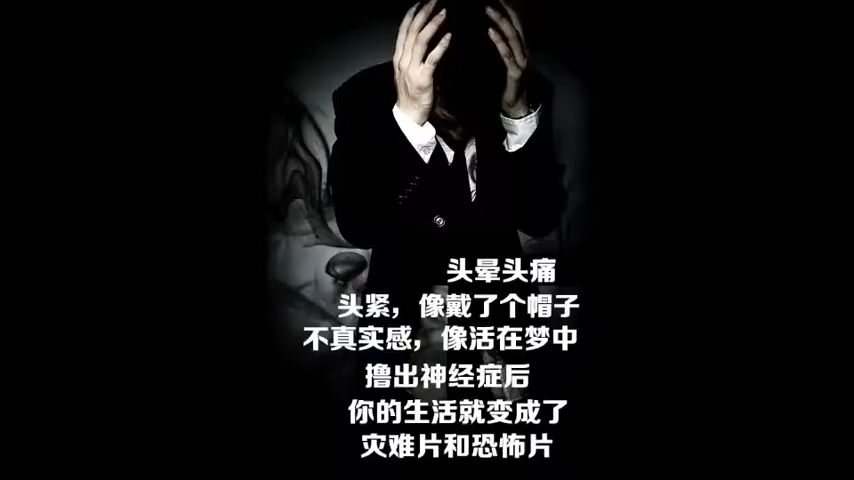 头晕头痛
头紧，像戴了个帽子
不真实感，像活在梦中
撸出神经症后
你的生活就变成了
灾难片和恐怖片